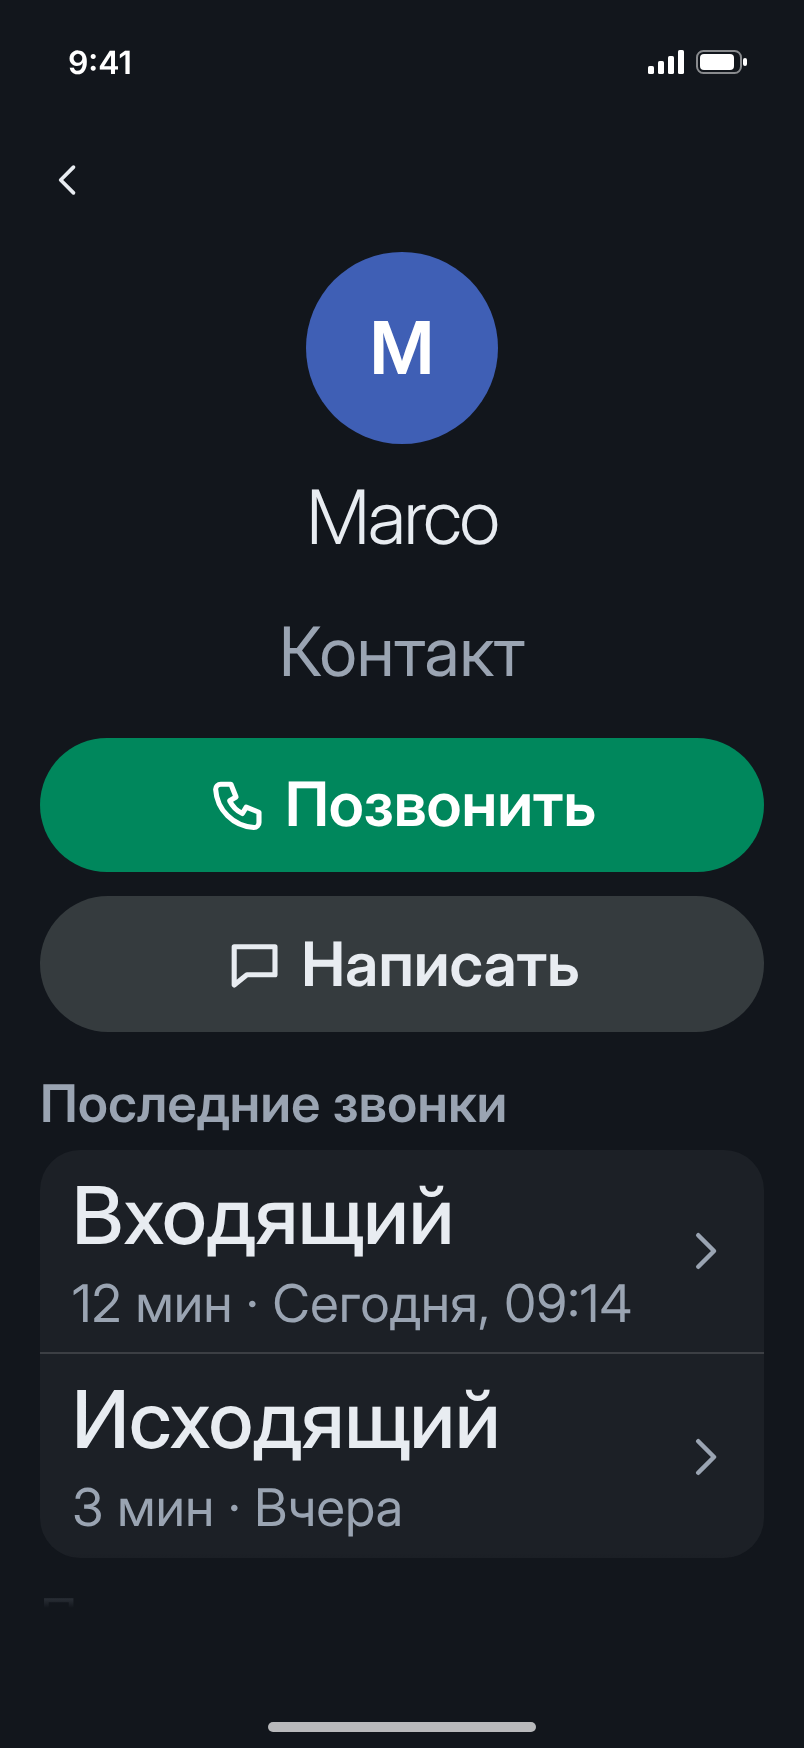 9:41
M
Marco
Контакт
Позвонить
Написать
Последние звонки
Входящий
12 мин · Сегодня, 09:14
Исходящий
3 мин · Вчера